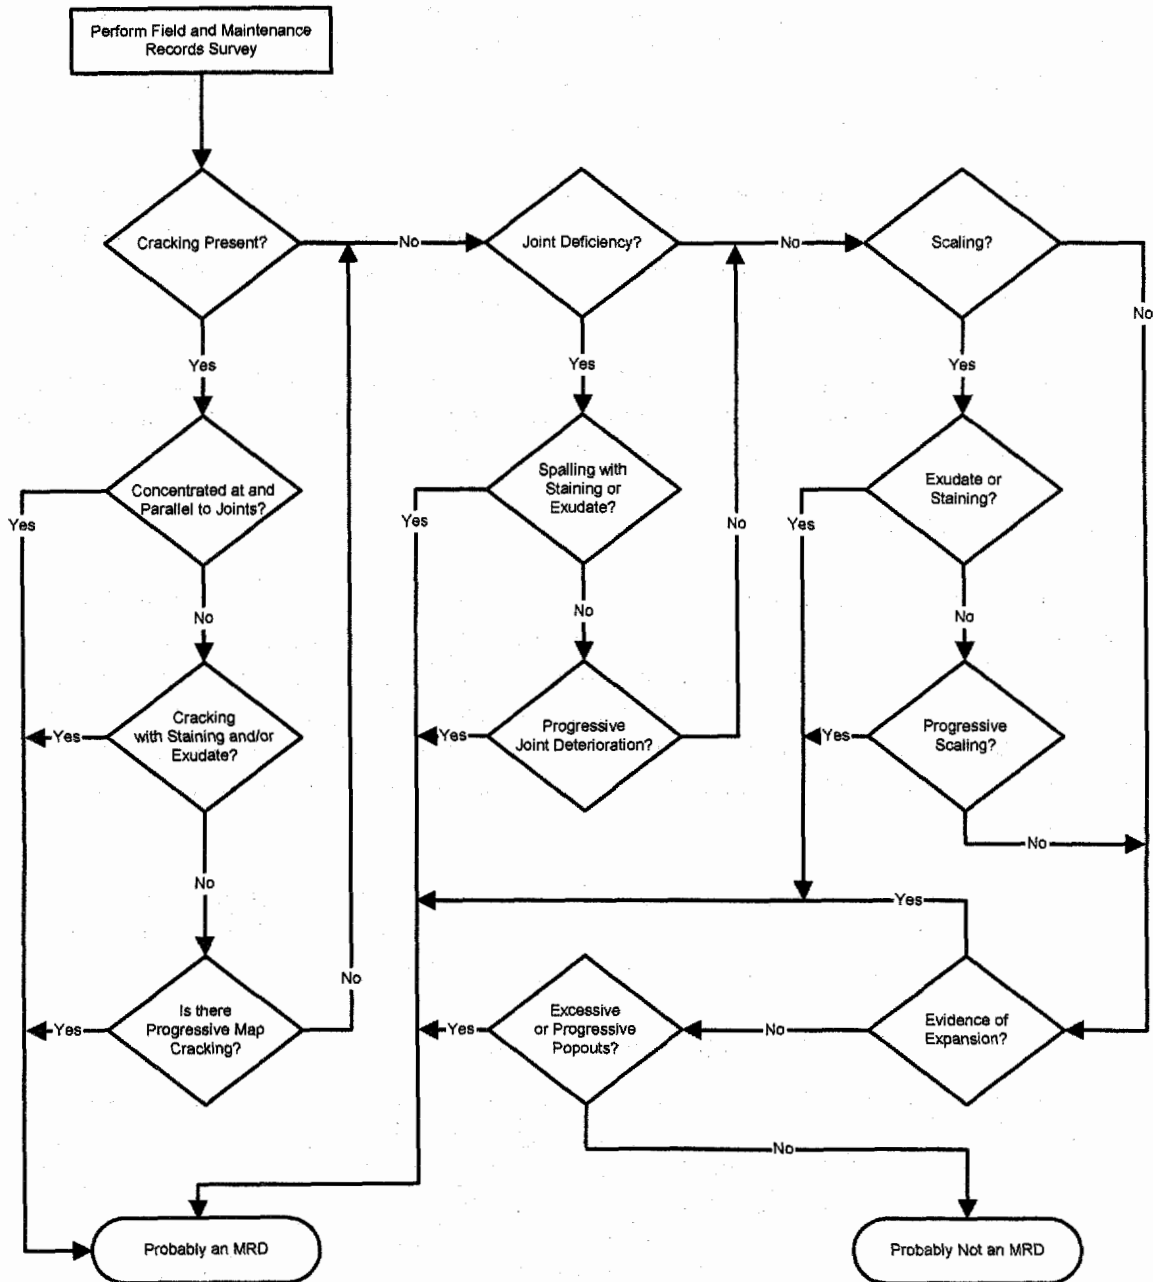 Perform Field and Maintenance
Records Survey
Cracking Present?
No
Joint Deficiency?
No
Scaling?
No
Yes
Yes
Yes
Concentrated at and
Parallel to Joints?
Yes
Spalling with
Staining or
Exudate?
Yes
No
Exudate or
Staining?
Yes
No
No
No
Cracking
with Staining and/or
Exudate?
Yes
Progressive
Joint Deterioration?
Yes
Progressive
Scaling?
Yes
No
No
Yes
Is there
Progressive Map
Cracking?
Yes
No
Excessive
or Progressive
Popouts?
Yes
No
Evidence of
Expansion?
No
Probably an MRD
Probably Not an MRD